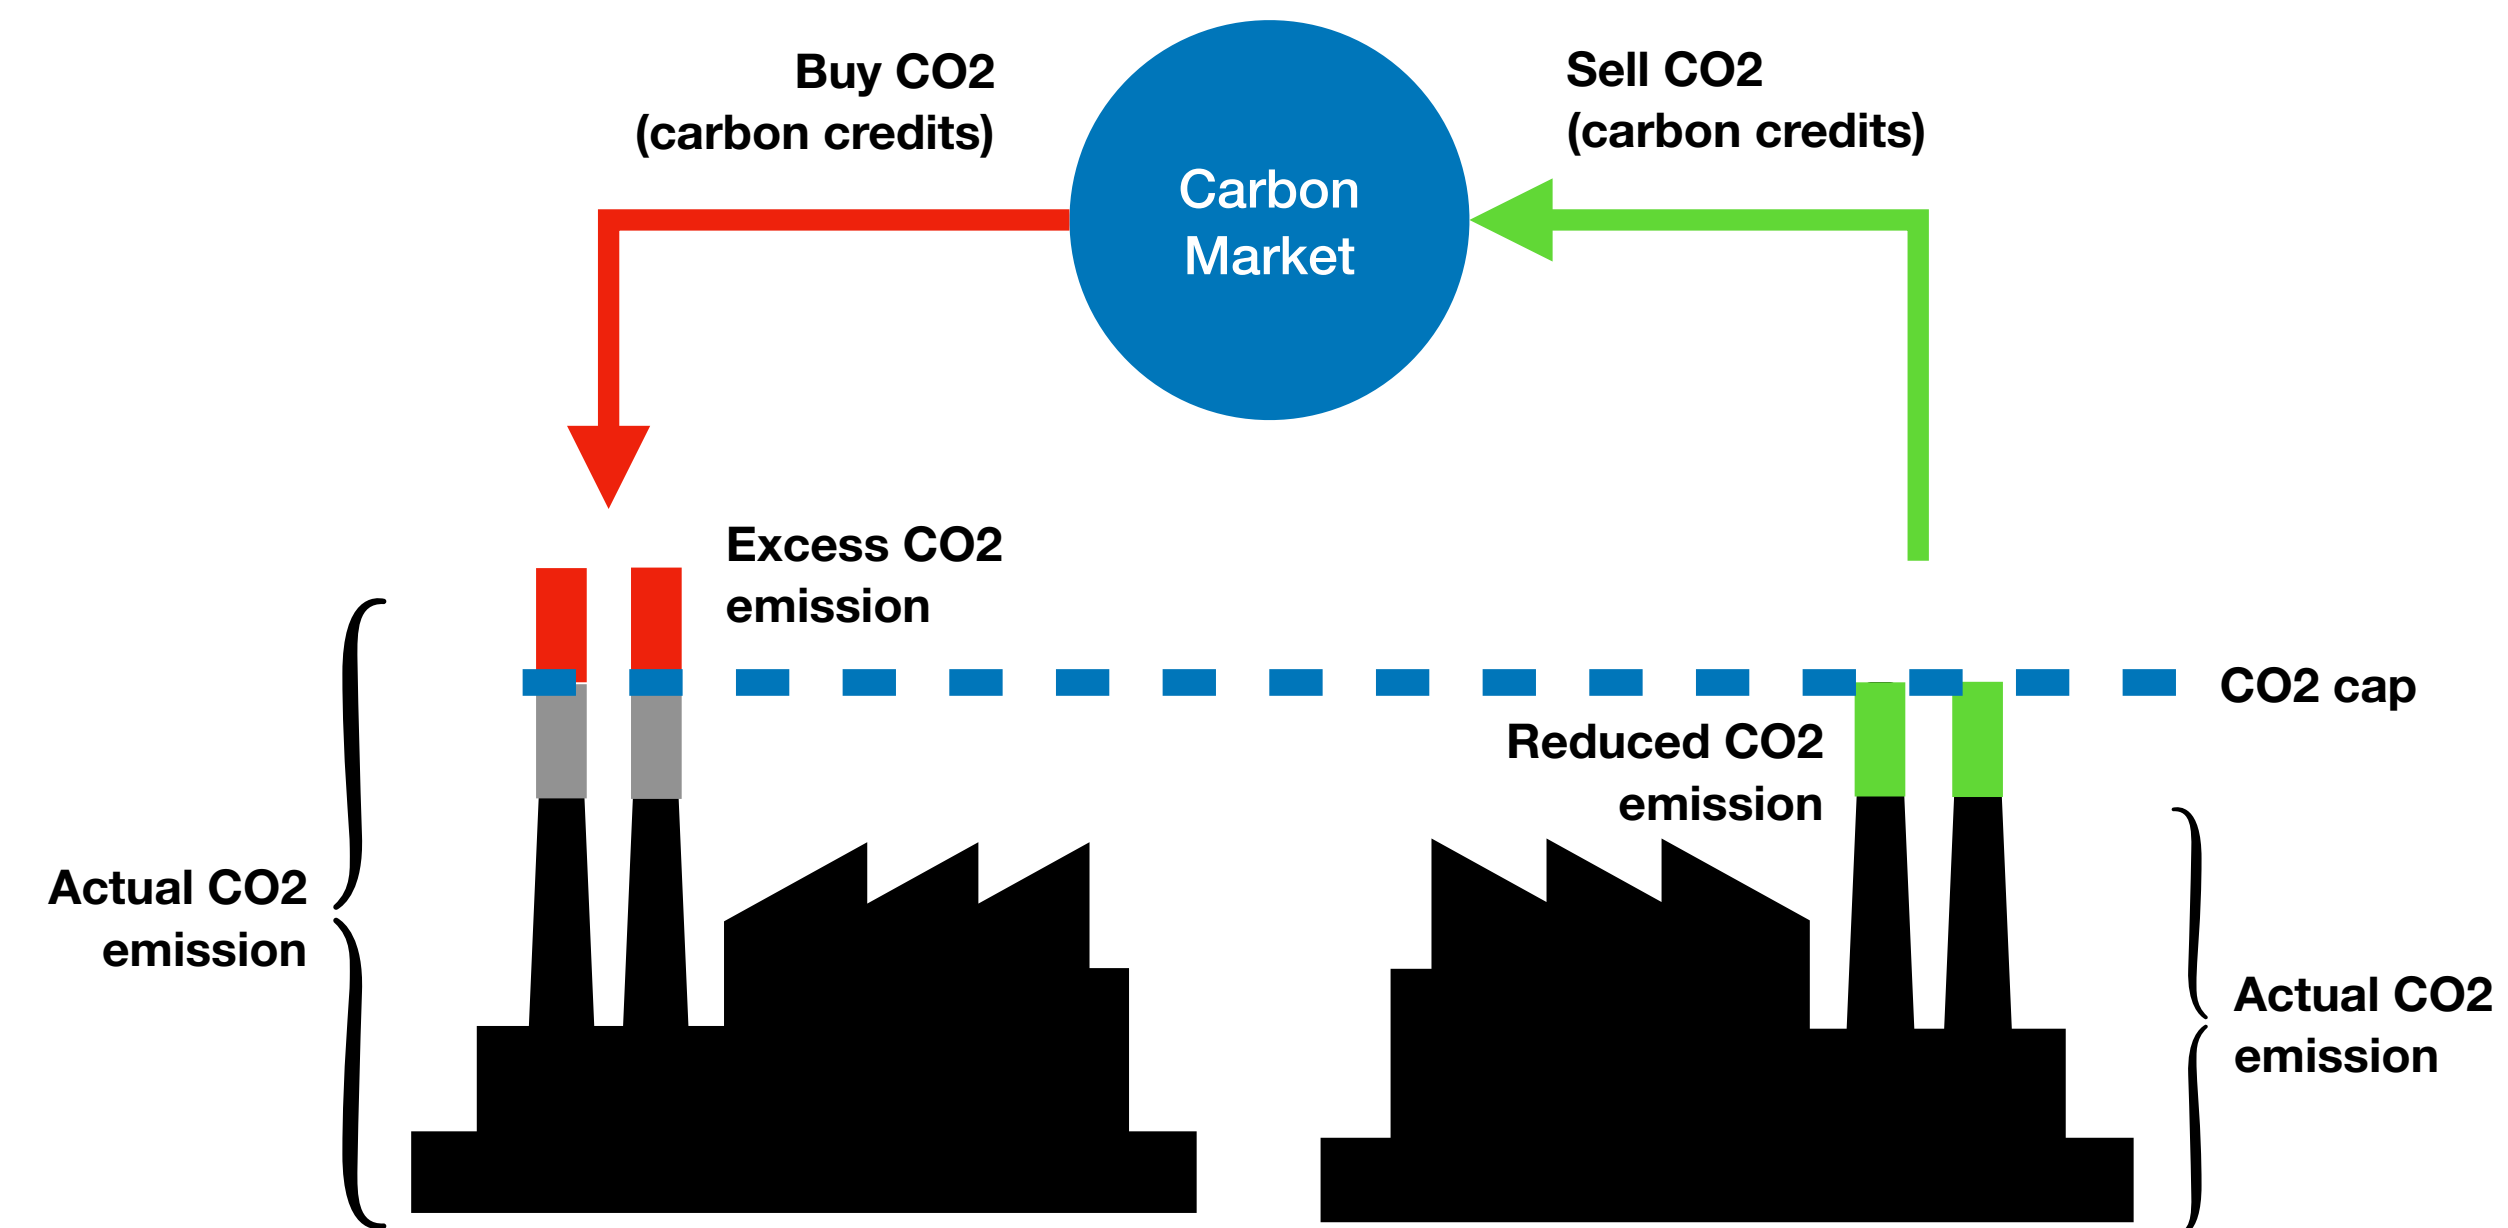 Buy CO2
(carbon credits)
Carbon
Market
Sell CO2
(carbon credits)
Excess CO2
emission
CO2 cap
Reduced CO2
emission
Actual CO2
emission
Actual CO2
emission